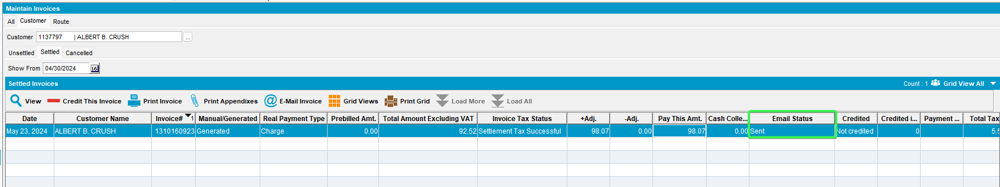 Maintain Invoices
All Customer Route
Customer 1137797 | ALBERT B. CRUSH ...
Unsettled Settled Cancelled
Show From 04/30/2024 16
Settled Invoices Count : 1 Grid View All
View Credit This Invoice Print Invoice Print Appendixes @ E-Mail Invoice Grid Views Print Grid Load More Load All
Date Customer Name Invoice# 1 Manual/Generated Real Payment Type Prebilled Amt. Total Amount Excluding VAT Invoice Tax Status +Adj. -Adj. Pay This Amt. Cash Colle... Email Status Credited Credited i... Payment ... Total Tax
May 23, 2024 ALBERT B. CRUSH 1310160923 Generated Charge 0.00 92.52 Settlement Tax Successful 98.07 0.00 98.07 0.00 Sent Not credited 0